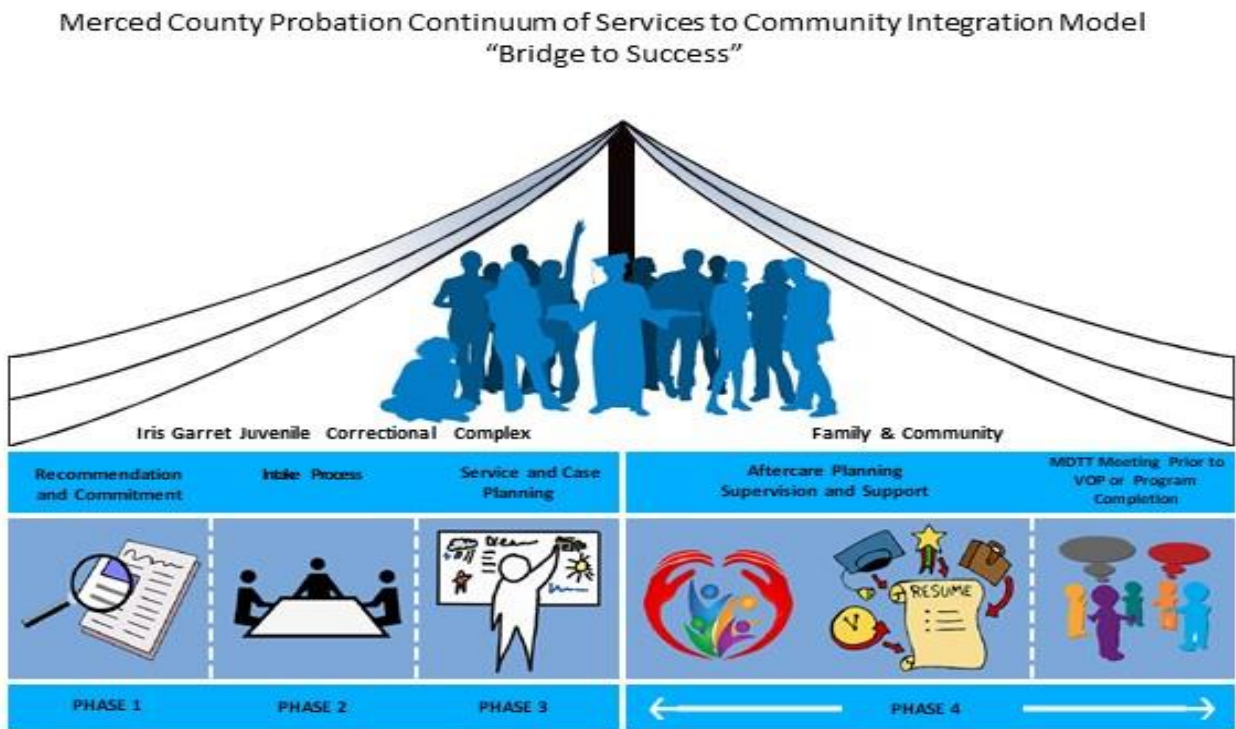 Merced County Probation Continuum of Services to Community Integration Model
“Bridge to Success”
Iris Garret Juvenile Correctional Complex
Family & Community
Recommendation
and Commitment
Intake Process
Service and Case
Planning
Aftercare Planning
Supervision and Support
MDTT Meeting Prior to
VOP or Program
Completion
RESUME
PHASE 1
PHASE 2
PHASE 3
PHASE 4